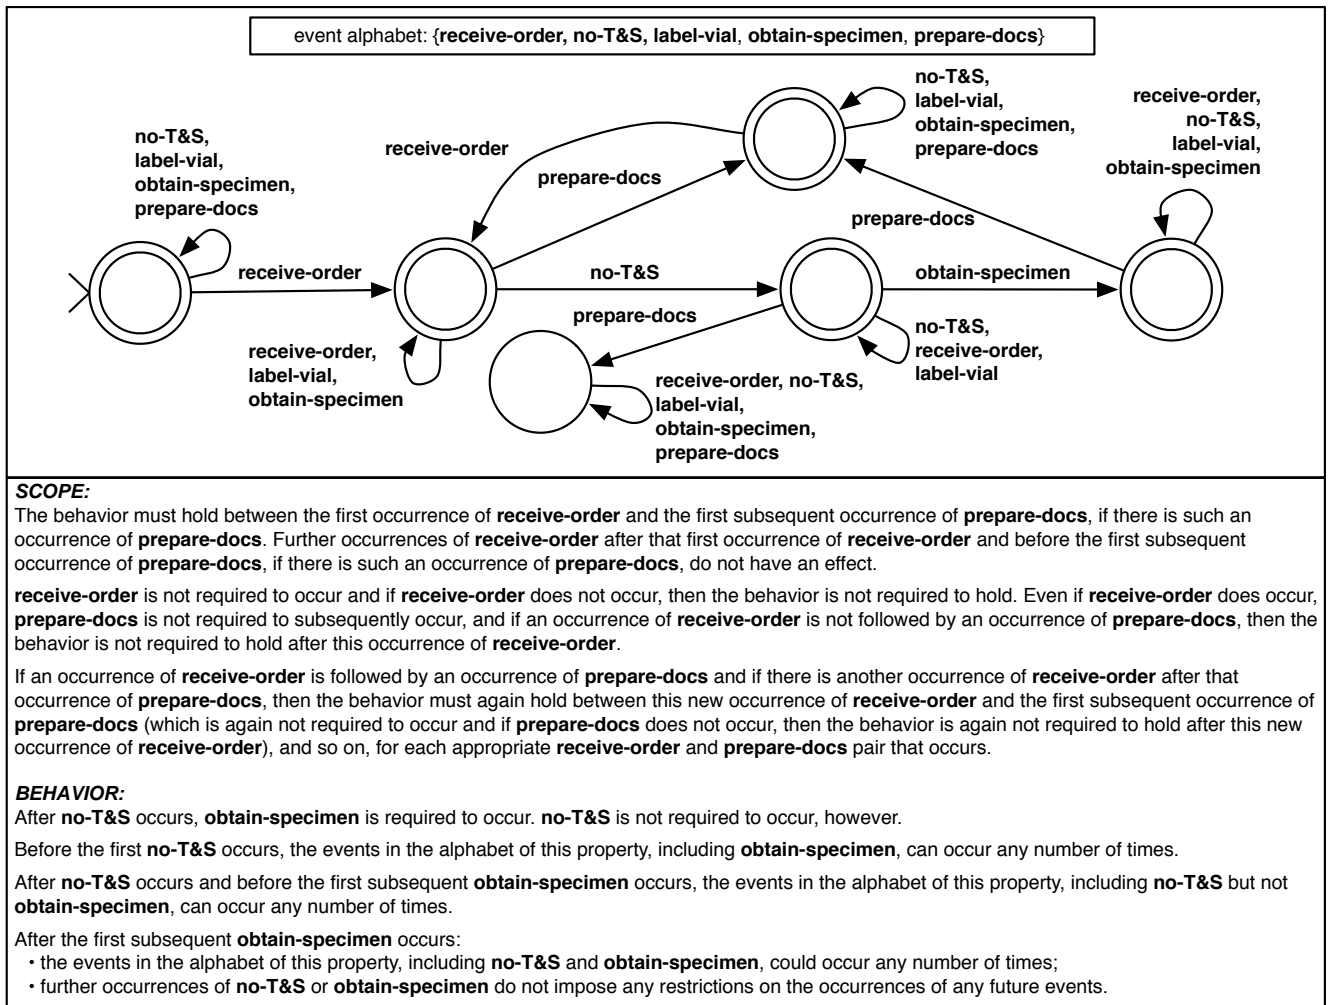 event alphabet: {receive-order, no-T&S, label-vial, obtain-specimen, prepare-docs}
no-T&S,
label-vial,
obtain-specimen,
prepare-docs
receive-order
receive-order,
label-vial,
obtain-specimen
receive-order
prepare-docs
no-T&S
prepare-docs
no-T&S,
label-vial,
obtain-specimen,
prepare-docs
receive-order,
no-T&S,
label-vial,
obtain-specimen
prepare-docs
obtain-specimen
no-T&S,
receive-order,
label-vial
receive-order, no-T&S,
label-vial,
obtain-specimen,
prepare-docs
SCOPE:
The behavior must hold between the first occurrence of receive-order and the first subsequent occurrence of prepare-docs, if there is such an
occurrence of prepare-docs. Further occurrences of receive-order after that first occurrence of receive-order and before the first subsequent
occurrence of prepare-docs, if there is such an occurrence of prepare-docs, do not have an effect.
receive-order is not required to occur and if receive-order does not occur, then the behavior is not required to hold. Even if receive-order does occur,
prepare-docs is not required to subsequently occur, and if an occurrence of receive-order is not followed by an occurrence of prepare-docs, then the
behavior is not required to hold after this occurrence of receive-order.
If an occurrence of receive-order is followed by an occurrence of prepare-docs and if there is another occurrence of receive-order after that
occurrence of prepare-docs, then the behavior must again hold between this new occurrence of receive-order and the first subsequent occurrence of
prepare-docs (which is again not required to occur and if prepare-docs does not occur, then the behavior is again not required to hold after this new
occurrence of receive-order), and so on, for each appropriate receive-order and prepare-docs pair that occurs.
BEHAVIOR:
After no-T&S occurs, obtain-specimen is required to occur. no-T&S is not required to occur, however.
Before the first no-T&S occurs, the events in the alphabet of this property, including obtain-specimen, can occur any number of times.
After no-T&S occurs and before the first subsequent obtain-specimen occurs, the events in the alphabet of this property, including no-T&S but not
obtain-specimen, can occur any number of times.
After the first subsequent obtain-specimen occurs:
• the events in the alphabet of this property, including no-T&S and obtain-specimen, could occur any number of times;
• further occurrences of no-T&S or obtain-specimen do not impose any restrictions on the occurrences of any future events.